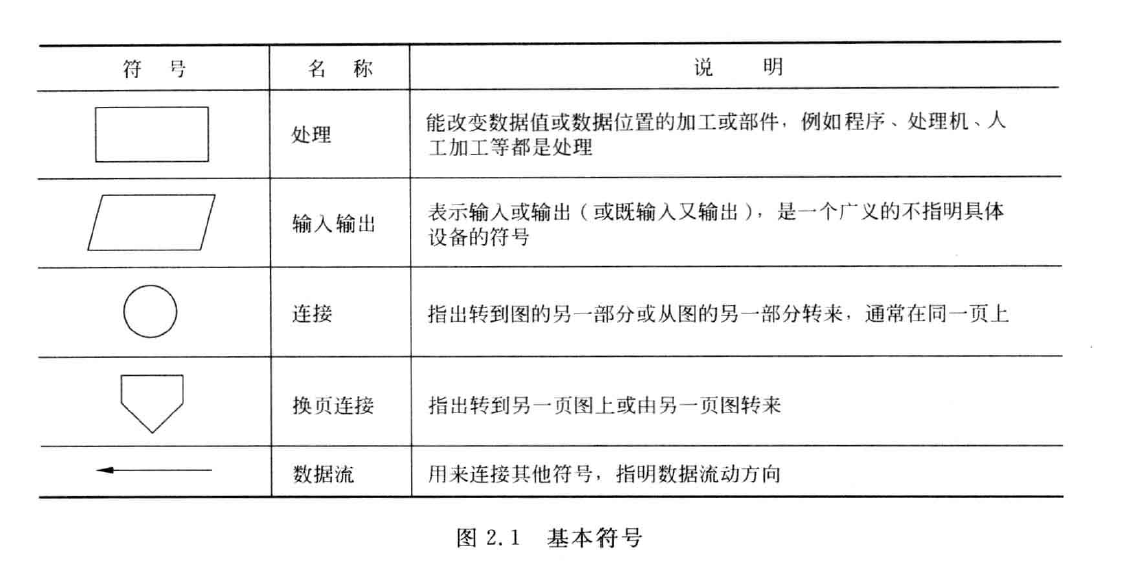 符 号 名 称 说 明
处理 能改变数据值或数据位置的加工或部件，例如程序、处理机、人
工加工等都是处理
输入输出 表示输入或输出（或既输入又输出），是一个广义的不指明具体
设备的符号
连接 指出转到图的另一部分或从图的另一部分转来，通常在同一页上
换页连接 指出转到另一页图上或由另一页图转来
数据流 用来连接其他符号，指明数据流动方向
图 2.1 基本符号